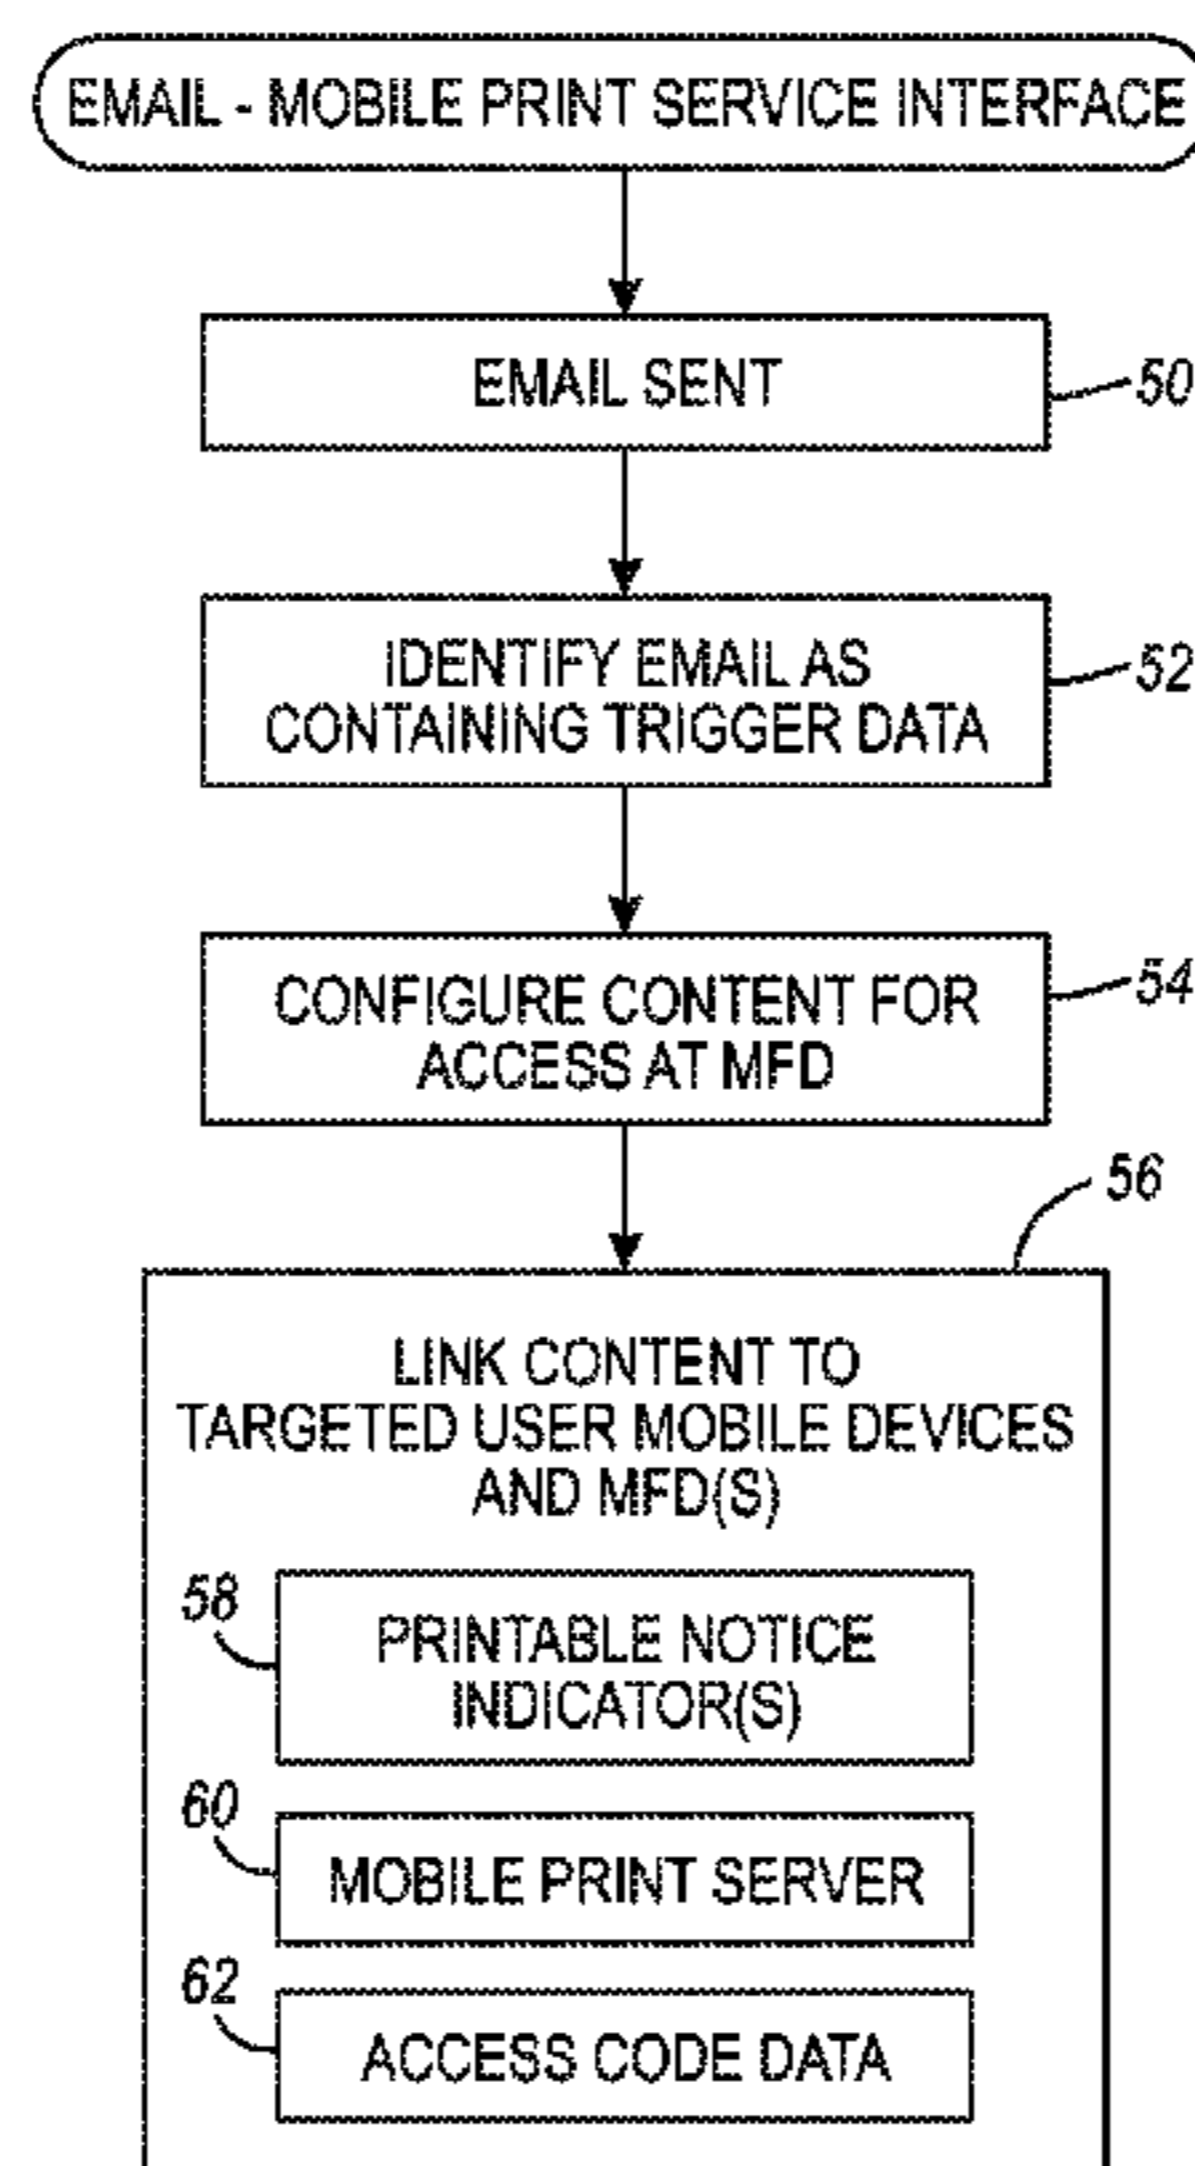 EMAIL - MOBILE PRINT SERVICE INTERFACE
EMAIL SENT
50
IDENTIFY EMAIL AS
CONTAINING TRIGGER DATA
52
CONFIGURE CONTENT FOR
ACCESS AT MFD
54
56
LINK CONTENT TO
TARGETED USER MOBILE DEVICES
AND MFD(S)
58
PRINTABLE NOTICE
INDICATOR(S)
60
MOBILE PRINT SERVER
62
ACCESS CODE DATA